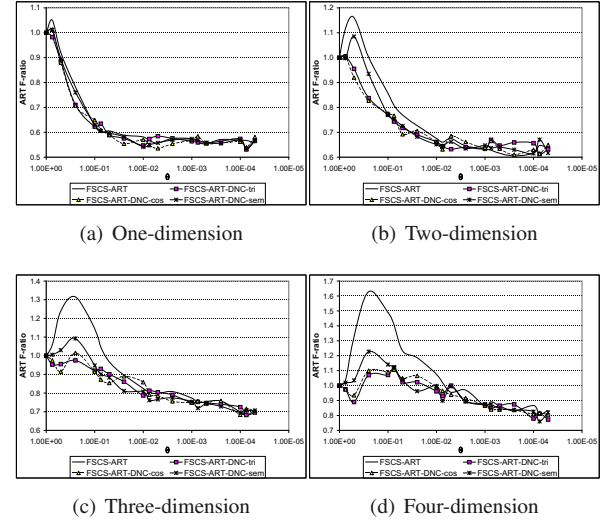 1.1
1.0
0.9
0.8
0.7
0.6
0.5
ART F-ratio
1.00E+00 1.00E-01 1.00E-02 1.00E-03 1.00E-04 1.00E-05
θ
FSCS-ART FSCS-ART-DNC-tri
FSCS-ART-DNC-cos FSCS-ART-DNC-sem
(a) One-dimension
1.2
1.1
1.0
0.9
0.8
0.7
0.6
0.5
ART F-ratio
1.00E+00 1.00E-01 1.00E-02 1.00E-03 1.00E-04 1.00E-05
θ
FSCS-ART FSCS-ART-DNC-tri
FSCS-ART-DNC-cos FSCS-ART-DNC-sem
(b) Two-dimension
1.4
1.3
1.2
1.1
1.0
0.9
0.8
0.7
0.6
ART F-ratio
1.00E+00 1.00E-01 1.00E-02 1.00E-03 1.00E-04 1.00E-05
θ
FSCS-ART FSCS-ART-DNC-tri
FSCS-ART-DNC-cos FSCS-ART-DNC-sem
(c) Three-dimension
1.7
1.6
1.5
1.4
1.3
1.2
1.1
1.0
0.9
0.8
0.7
ART F-ratio
1.00E+00 1.00E-01 1.00E-02 1.00E-03 1.00E-04 1.00E-05
θ
FSCS-ART FSCS-ART-DNC-tri
FSCS-ART-DNC-cos FSCS-ART-DNC-sem
(d) Four-dimension